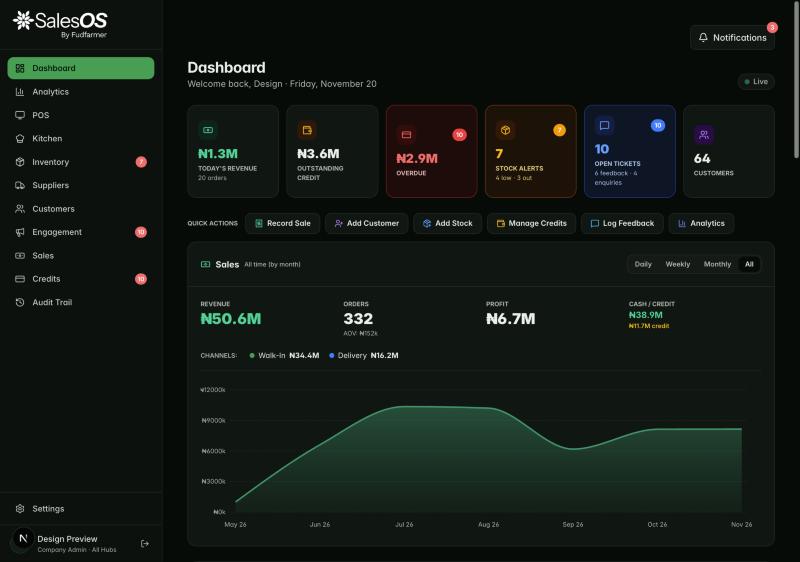 SalesOS
By Fudfarmer
Dashboard
Analytics
POS
Kitchen
Inventory 7
Suppliers
Customers
Engagement 10
Sales
Credits 10
Audit Trail
Settings
N
Design Preview
Company Admin · All Hubs
Notifications 3
Dashboard
Welcome back, Design · Friday, November 20
Live
₦1.3M
TODAY'S REVENUE
20 orders
₦3.6M
OUTSTANDING
CREDIT
10
₦2.9M
OVERDUE
7
7
STOCK ALERTS
4 low · 3 out
10
10
OPEN TICKETS
6 feedback · 4
enquiries
64
CUSTOMERS
QUICK ACTIONS Record Sale Add Customer Add Stock Manage Credits Log Feedback Analytics
Sales All time (by month)
Daily Weekly Monthly All
REVENUE
₦50.6M
ORDERS
332
AOV: ₦152k
PROFIT
₦6.7M
CASH / CREDIT
₦38.9M
₦11.7M credit
CHANNELS: Walk-In ₦34.4M Delivery ₦16.2M
₦12000k
₦9000k
₦6000k
₦3000k
₦0k
May 26 Jun 26 Jul 26 Aug 26 Sep 26 Oct 26 Nov 26